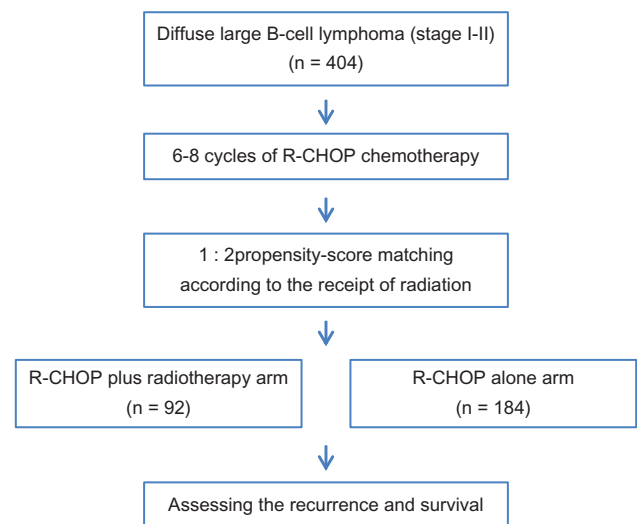 Diffuse large B-cell lymphoma (stage I-II)
(n = 404)
6-8 cycles of R-CHOP chemotherapy
1 : 2propensity-score matching
according to the receipt of radiation
R-CHOP plus radiotherapy arm
(n = 92)
R-CHOP alone arm
(n = 184)
Assessing the recurrence and survival